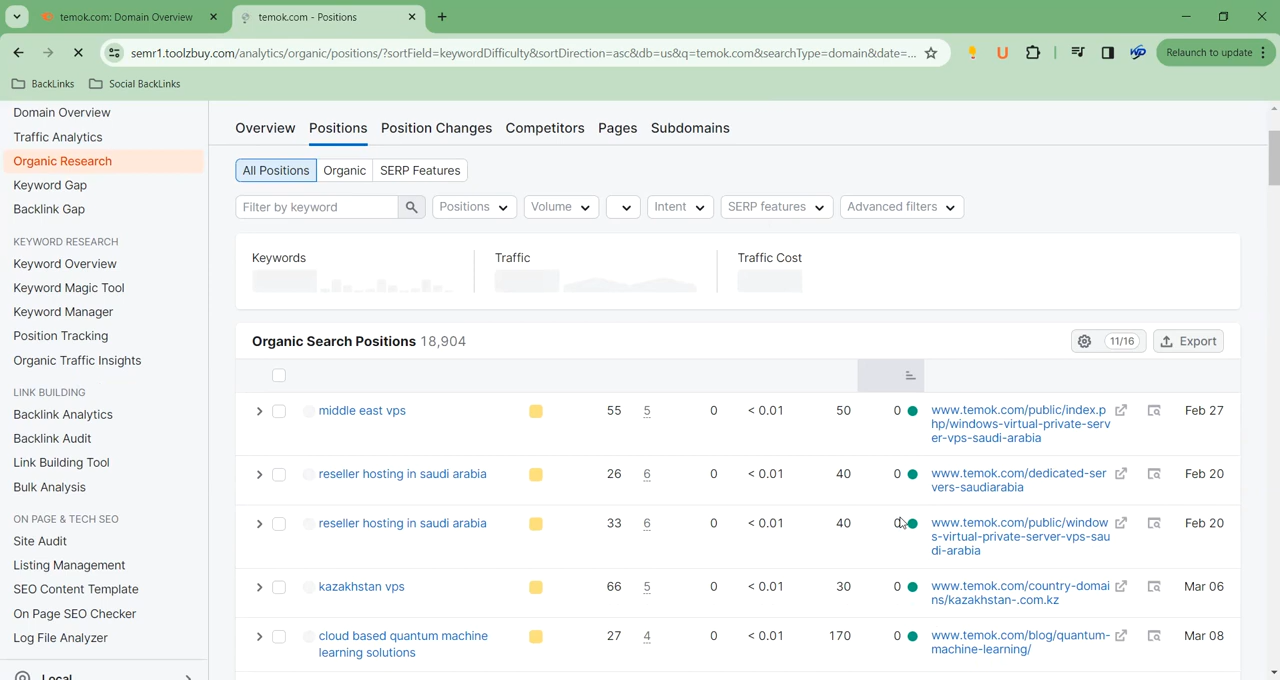 temok.com: Domain Overview
temok.com - Positions
semr1.toolzbuy.com/analytics/organic/positions/?sortField=keywordDifficulty&sortDirection=asc&db=us&q=temok.com&searchType=domain&date=...
Relaunch to update
BackLinks
Social BackLinks
Domain Overview
Traffic Analytics
Organic Research
Keyword Gap
Backlink Gap
KEYWORD RESEARCH
Keyword Overview
Keyword Magic Tool
Keyword Manager
Position Tracking
Organic Traffic Insights
LINK BUILDING
Backlink Analytics
Backlink Audit
Link Building Tool
Bulk Analysis
ON PAGE & TECH SEO
Site Audit
Listing Management
SEO Content Template
On Page SEO Checker
Log File Analyzer
Local
Overview Positions Position Changes Competitors Pages Subdomains
All Positions Organic SERP Features
Filter by keyword Positions Volume Intent SERP features Advanced filters
Keywords Traffic Traffic Cost
Organic Search Positions 18,904 11/16 Export
middle east vps 55 5 0 < 0.01 50 0 www.temok.com/public/index.p Feb 27
hp/windows-virtual-private-serv
er-vps-saudi-arabia
reseller hosting in saudi arabia 26 6 0 < 0.01 40 0 www.temok.com/dedicated-ser Feb 20
vers-saudiarabia
reseller hosting in saudi arabia 33 6 0 < 0.01 40 0 www.temok.com/public/window Feb 20
s-virtual-private-server-vps-sau
di-arabia
kazakhstan vps 66 5 0 < 0.01 30 0 www.temok.com/country-domai Mar 06
ns/kazakhstan-.com.kz
cloud based quantum machine 27 4 0 < 0.01 170 0 www.temok.com/blog/quantum- Mar 08
learning solutions machine-learning/